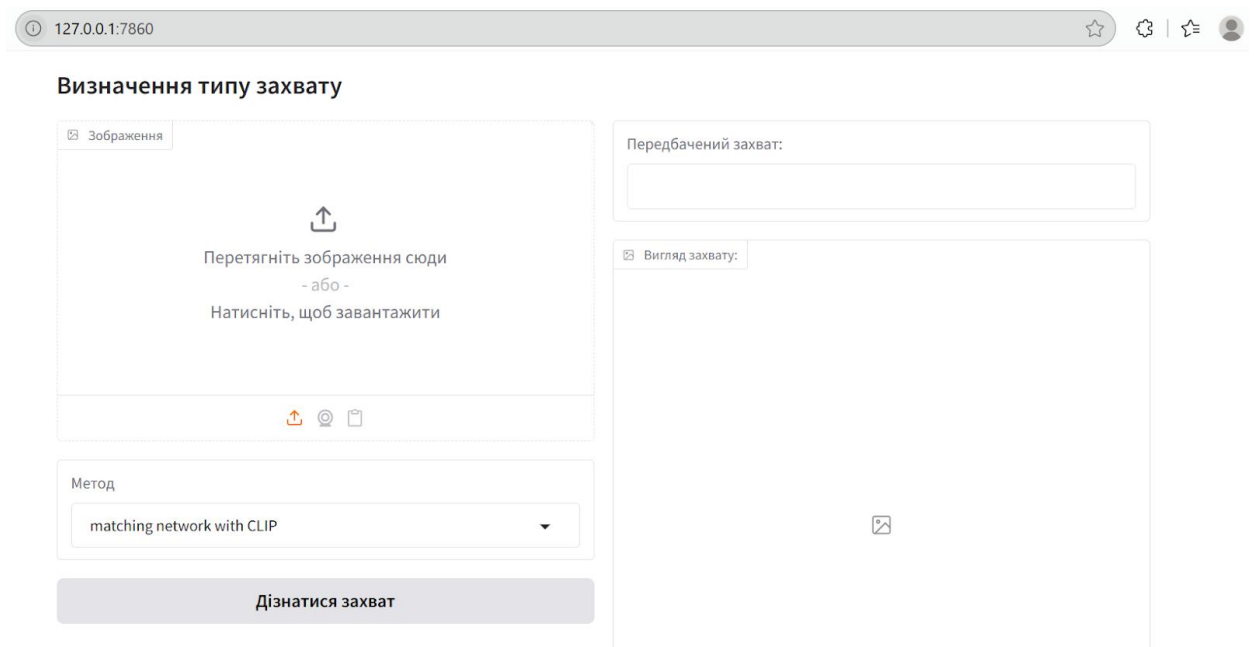 127.0.0.1:7860
Визначення типу захвату
Зображення
Перетягніть зображення сюди
- або -
Натисніть, щоб завантажити
Метод
matching network with CLIP
Дізнатися захват
Передбачений захват:
Вигляд захвату: